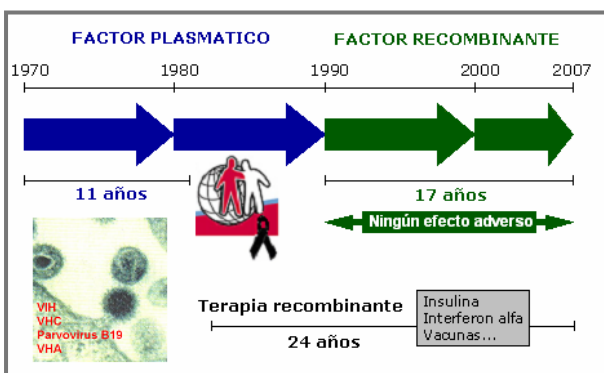 FACTOR PLASMATICO
FACTOR RECOMBINANTE
1970
1980
1990
2000
2007
11 años
17 años
Ningún efecto adverso
VIH
VHC
Parvovirus B19
VHA
Terapia recombinante
24 años
Insulina
Interferon alfa
Vacunas...